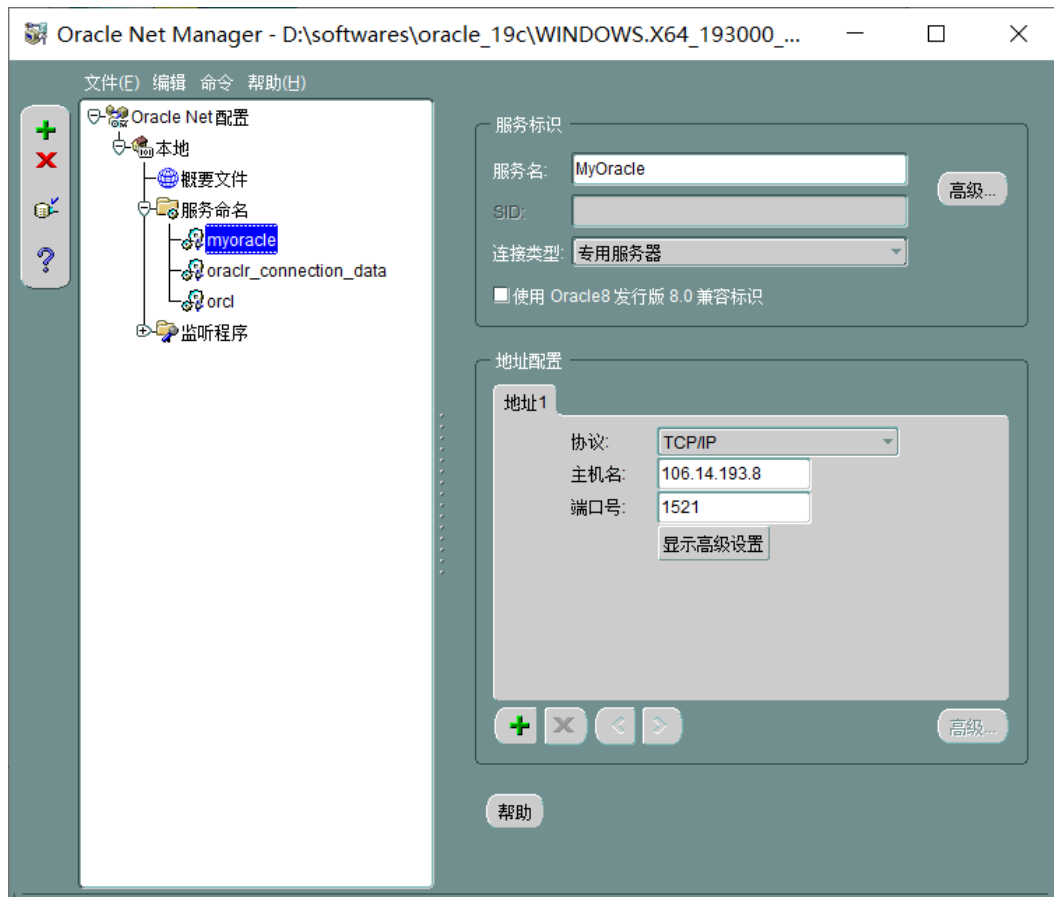 Oracle Net Manager - D:\softwares\oracle_19c\WINDOWS.X64_193000_...
文件(F) 编辑 命令 帮助(H)
Oracle Net 配置
本地
概要文件
服务命名
myoracle
oraclr_connection_data
orcl
监听程序
服务标识
服务名: MyOracle
高级...
SID:
连接类型: 专用服务器
使用 Oracle8 发行版 8.0 兼容标识
地址配置
地址1
协议: TCP/IP
主机名: 106.14.193.8
端口号: 1521
显示高级设置
高级...
帮助